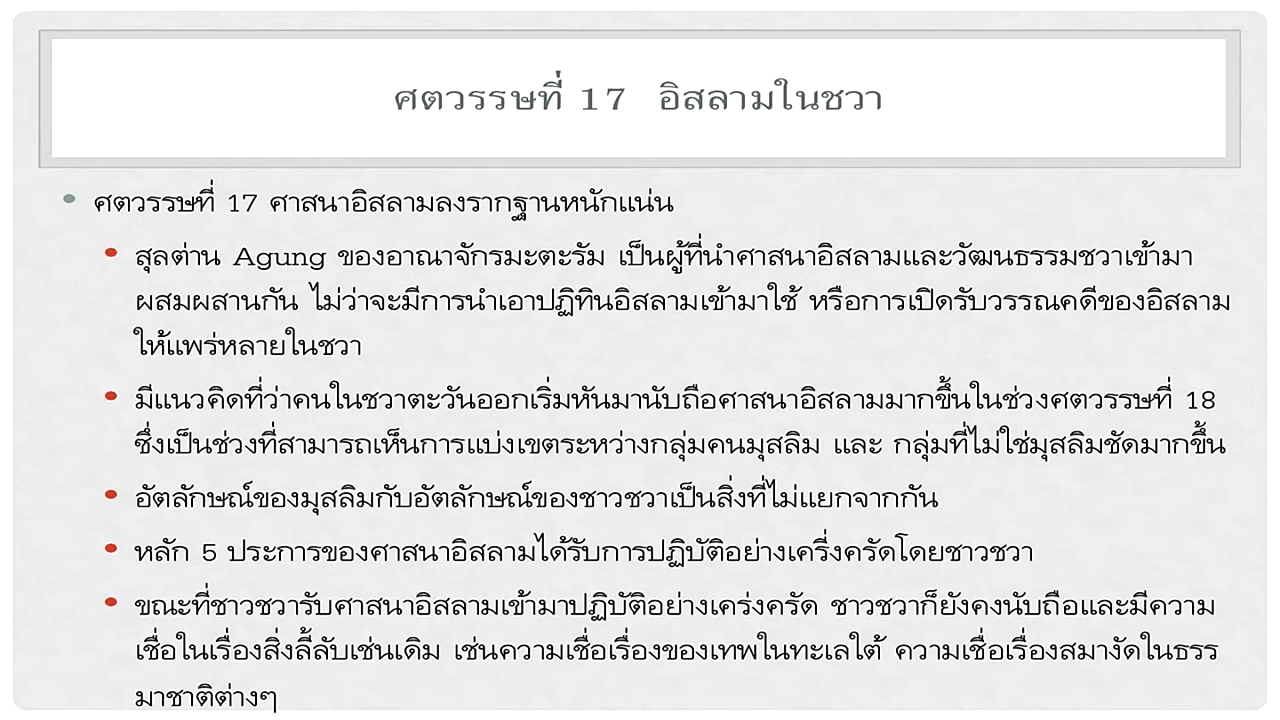 ศตวรรษที่ 17 อิสลามในชวา
• ศตวรรษที่ 17 ศาสนาอิสลามลงรากฐานหนักแน่น
• สุลต่าน Agung ของอาณาจักรมะตะรัม เป็นผู้ที่นำศาสนาอิสลามและวัฒนธรรมชวาเข้ามา
ผสมผสานกัน ไม่ว่าจะมีการนำเอาปฏิทินอิสลามเข้ามาใช้ หรือการเปิดรับวรรณคดีของอิสลาม
ให้แพร่หลายในชวา
• มีแนวคิดที่ว่าคนในชวาตะวันออกเริ่มหันมานับถือศาสนาอิสลามมากขึ้นในช่วงศตวรรษที่ 18
ซึ่งเป็นช่วงที่สามารถเห็นการแบ่งเขตระหว่างกลุ่มคนมุสลิม และ กลุ่มที่ไม่ใช่มุสลิมชัดมากขึ้น
• อัตลักษณ์ของมุสลิมกับอัตลักษณ์ของชาวชวาเป็นสิ่งที่ไม่แยกจากกัน
• หลัก 5 ประการของศาสนาอิสลามได้รับการปฏิบัติอย่างเครี่งครัดโดยชาวชวา
• ขณะที่ชาวชวารับศาสนาอิสลามเข้ามาปฏิบัติอย่างเคร่งครัด ชาวชวาก็ยังคงนับถือและมีความ
เชื่อในเรื่องสิ่งลี้ลับเช่นเดิม เช่นความเชื่อเรื่องของเทพในทะเลใต้ ความเชื่อเรื่องสมางัดในธรร
มาชาติต่างๆ